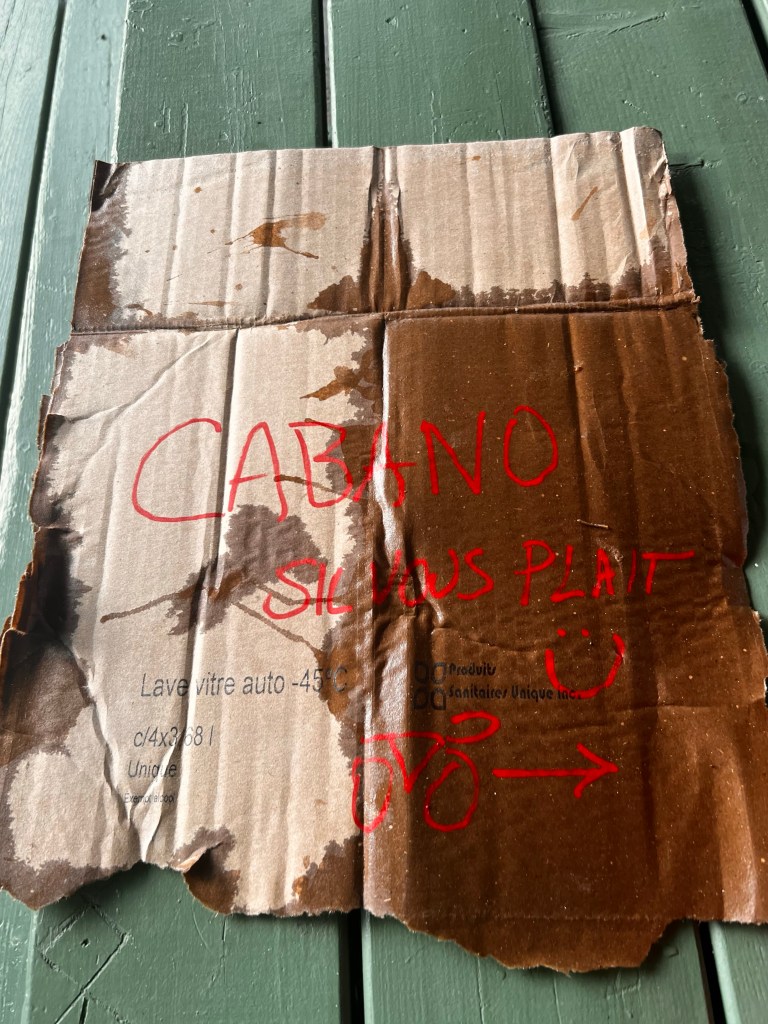 CABANO
SIL VOUS PLAIT
Lave vitre auto -45°C
Produits
Sanitaires Unique Inc.
c/4x3,68 l
Unique